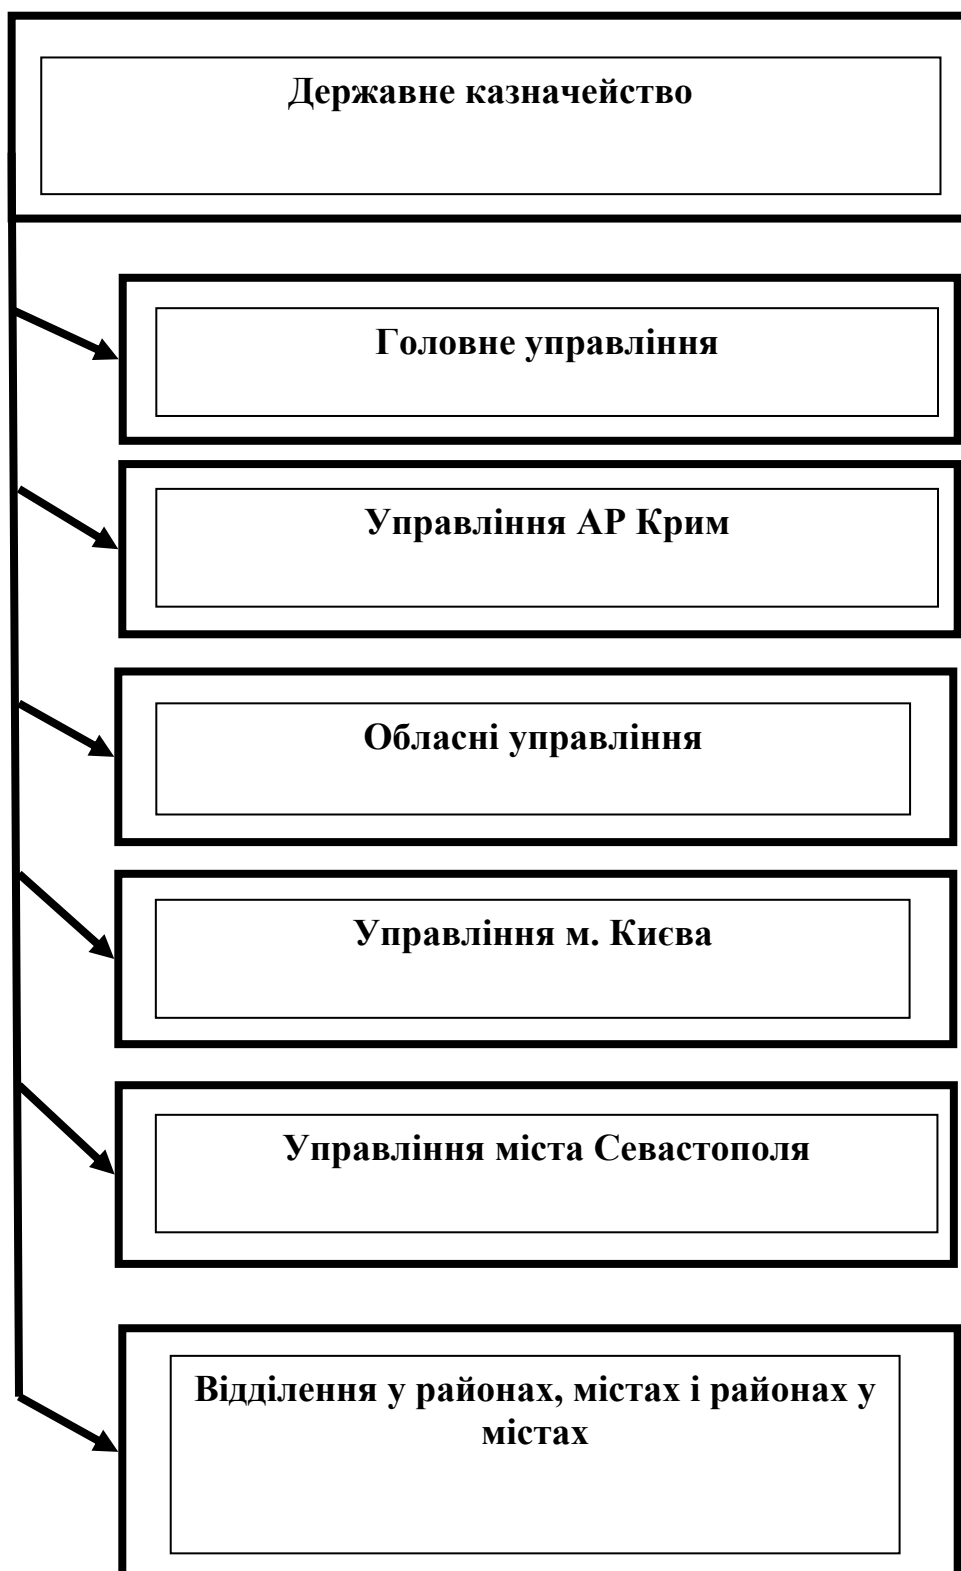 Державне казначейство
Головне управління
Управління АР Крим
Обласні управління
Управління м. Києва
Управління міста Севастополя
Відділення у районах, містах і районах у
містах